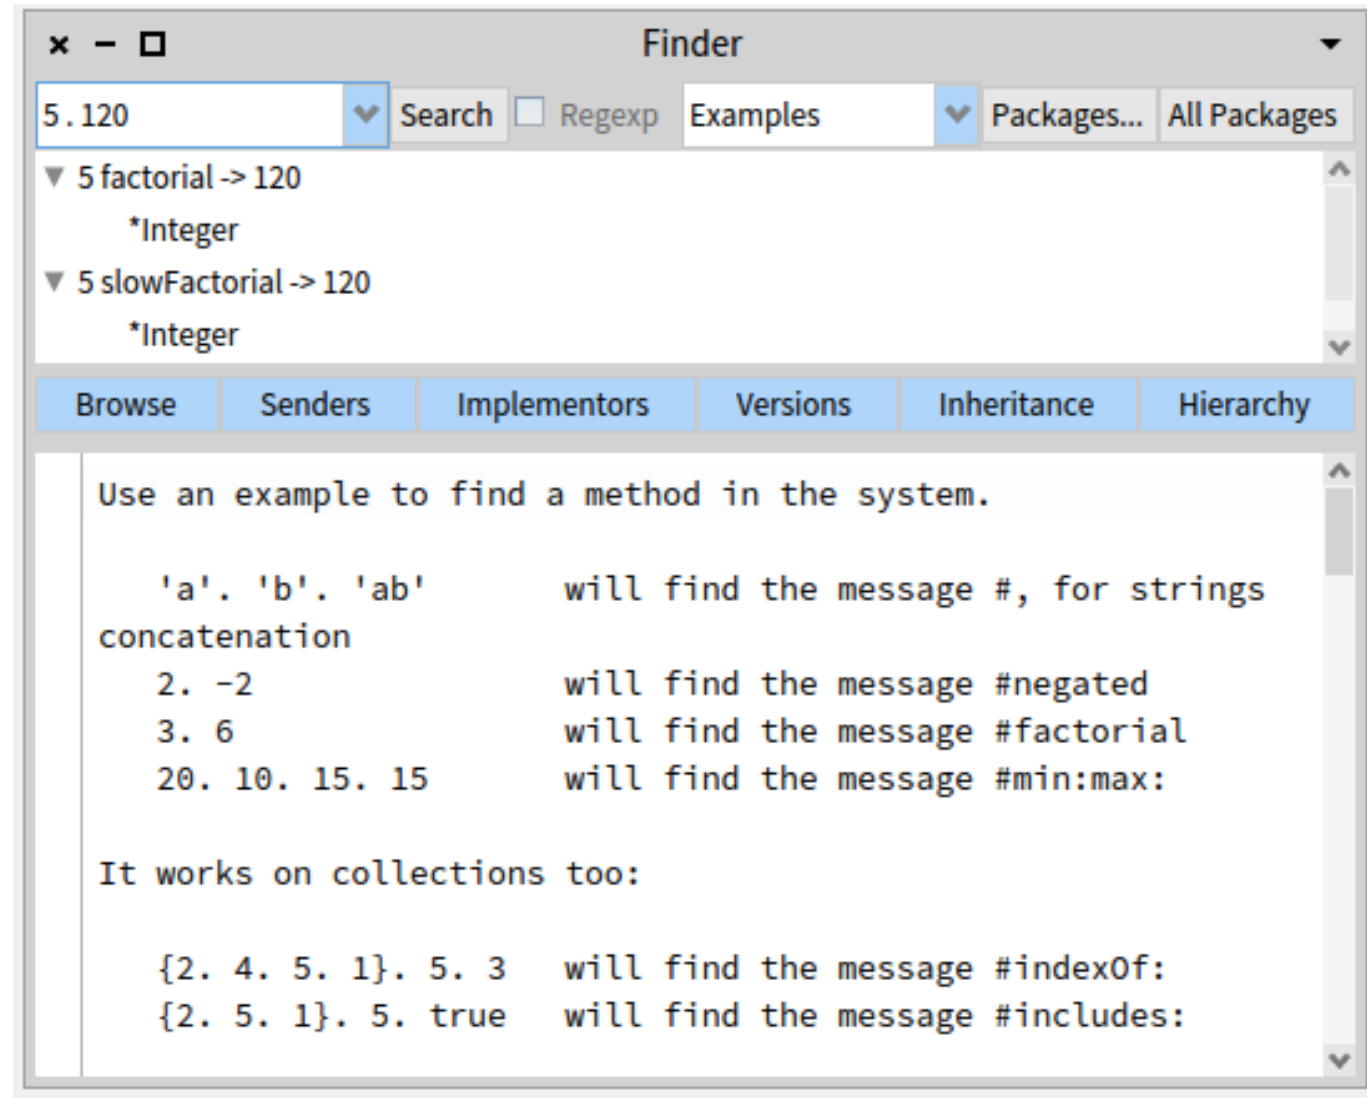 Finder
5 . 120 Search Regexp Examples Packages... All Packages
5 factorial -> 120
*Integer
5 slowFactorial -> 120
*Integer
Browse Senders Implementors Versions Inheritance Hierarchy
Use an example to find a method in the system.
'a'. 'b'. 'ab' will find the message #, for strings
concatenation
2. -2 will find the message #negated
3. 6 will find the message #factorial
20. 10. 15. 15 will find the message #min:max:
It works on collections too:
{2. 4. 5. 1}. 5. 3 will find the message #indexOf:
{2. 5. 1}. 5. true will find the message #includes: